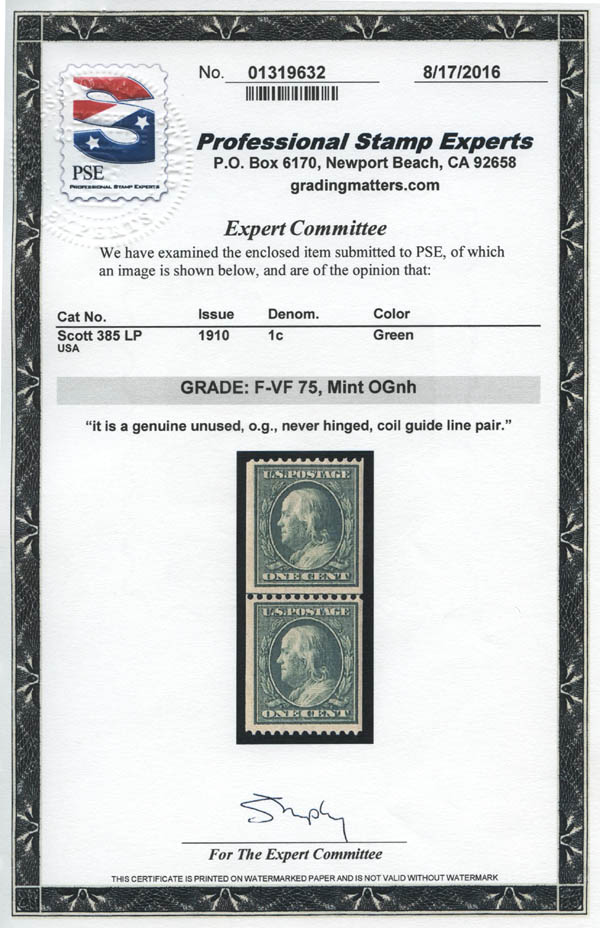 No. 01319632 8/17/2016
PSE
PROFESSIONAL STAMP EXPERTS
Professional Stamp Experts
P.O. Box 6170, Newport Beach, CA 92658
gradingmatters.com
Expert Committee
We have examined the enclosed item submitted to PSE, of which
an image is shown below, and are of the opinion that:
Cat No. Issue Denom. Color
Scott 385 LP 1910 1c Green
USA
GRADE: F-VF 75, Mint OGnh
“it is a genuine unused, o.g., never hinged, coil guide line pair.”
U.S. POSTAGE
ONE CENT
U.S. POSTAGE
ONE CENT
For The Expert Committee
THIS CERTIFICATE IS PRINTED ON WATERMARKED PAPER AND IS NOT VALID WITHOUT WATERMARK